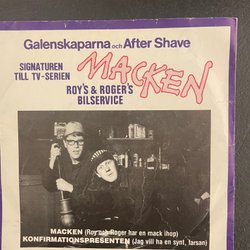 Galenskaparna och After Shave
SIGNATUREN
TILL TV-SERIEN
MACKEN
ROY'S & ROGER'S
BILSERVICE
MACKEN (Roy och Roger har en mack ihop)
KONFIRMATIONSPRESENTEN (Jag vill ha en synt, farsan)